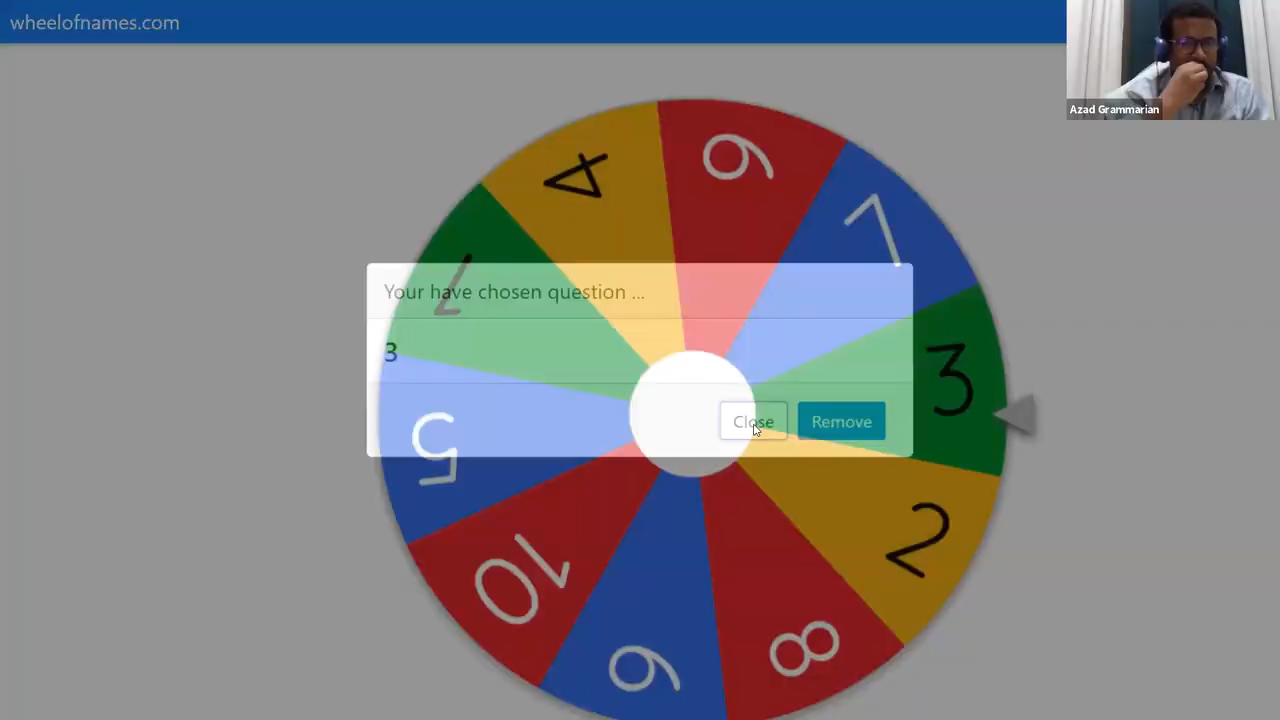 wheelofnames.com
Azad Grammarian
4
9
7
1
Your have chosen question ...
3
3
Close
Remove
5
2
10
6
8